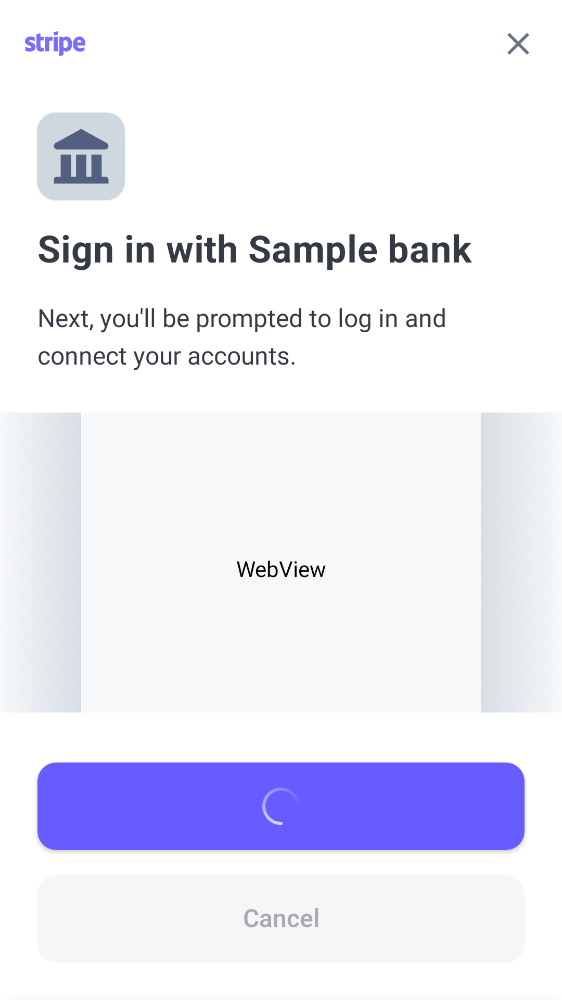 stripe
Sign in with Sample bank
Next, you'll be prompted to log in and
connect your accounts.
WebView
Cancel